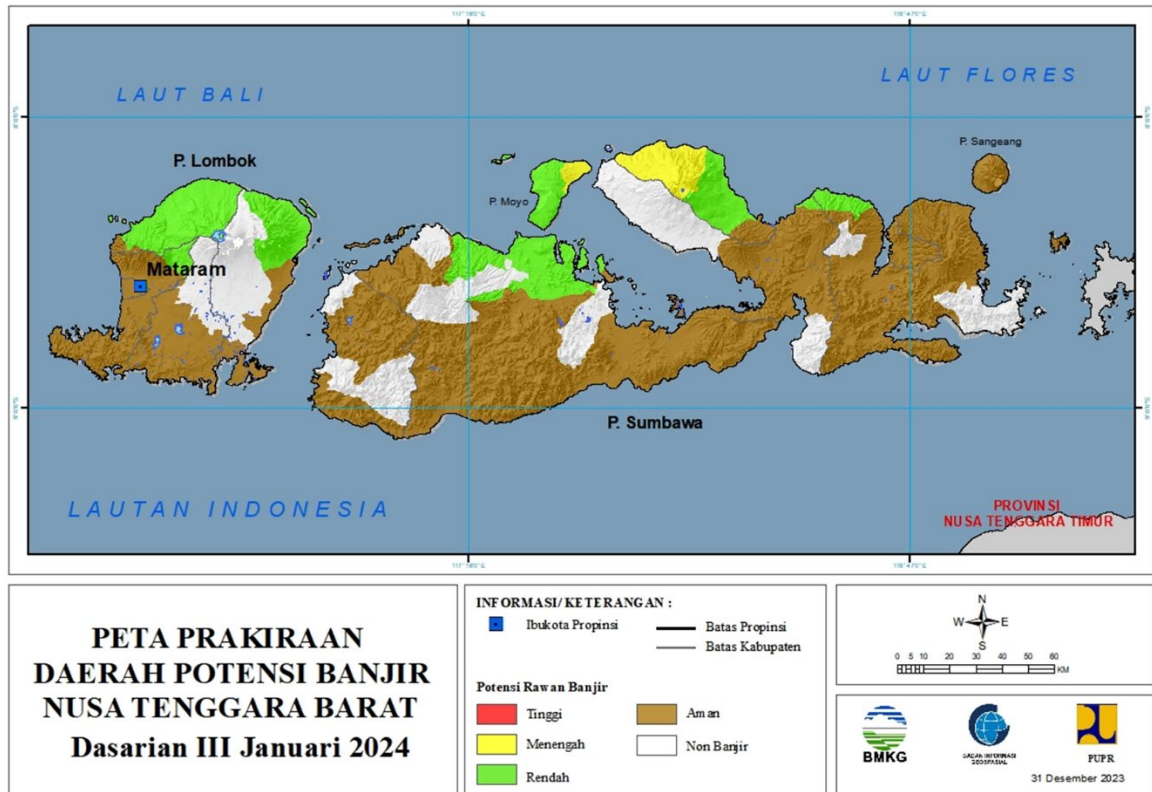 LAUT BALI
LAUT FLORES
P. Sangeang
P. Lombok
P. Moyo
Mataram
P. Sumbawa
LAUTAN INDONESIA
PROVINSI
NUSA TENGGARA TIMUR
PETA PRAKIRAAN
DAERAH POTENSI BANJIR
NUSA TENGGARA BARAT
Dasarian III Januari 2024
INFORMASI/ KETERANGAN :
Ibukota Propinsi
Batas Propinsi
Batas Kabupaten
Potensi Rawan Banjir
Tinggi
Aman
Menengah
Non Banjir
Rendah
N
W E
S
0 5 10 20 30 40 50 60
KM
BMKG
BADAN INFORMASI
GEOSPASIAL
PUPR
31 Desember 2023